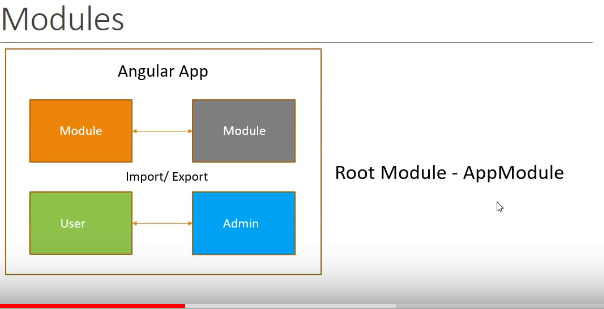 Modules
Angular App
Module
Module
Import/ Export
User
Admin
Root Module - AppModule